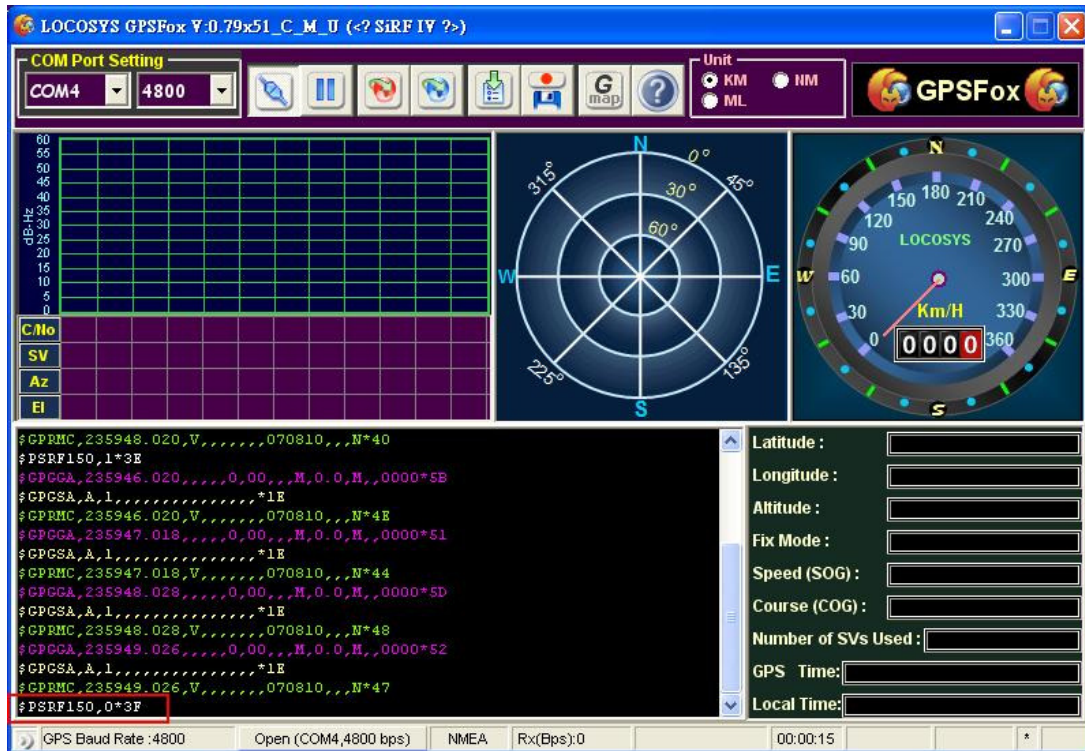 LOCOSYS GPSFox V:0.79x51_C_M_U (<? SiRF IV ?>)
COM Port Setting
COM4
4800
G
map
?
Unit
KM
NM
ML
GPSFox
60
55
50
45
40
35
30
25
20
15
10
5
0
dB-Hz
C/No
SV
Az
El
N
0°
45°
30°
60°
E
135°
S
225°
W
315°
N
E
S
W
0
30
60
90
120
150
180
210
240
270
300
330
360
LOCOSYS
Km/H
0000
$GPRMC,235948.020,V,,,,,,,070810,,,N*40
$PSRF150,1*3E
$GPGGA,235946.020,,,,,0,00,,,M,0.0,M,,0000*5B
$GPGSA,A,1,,,,,,,,,,,,,,,*1E
$GPRMC,235946.020,V,,,,,,,070810,,,N*4E
$GPGGA,235947.018,,,,,0,00,,,M,0.0,M,,0000*51
$GPGSA,A,1,,,,,,,,,,,,,,,*1E
$GPRMC,235947.018,V,,,,,,,070810,,,N*44
$GPGGA,235948.028,,,,,0,00,,,M,0.0,M,,0000*5D
$GPGSA,A,1,,,,,,,,,,,,,,,*1E
$GPRMC,235948.028,V,,,,,,,070810,,,N*48
$GPGGA,235949.026,,,,,0,00,,,M,0.0,M,,0000*52
$GPGSA,A,1,,,,,,,,,,,,,,,*1E
$GPRMC,235949.026,V,,,,,,,070810,,,N*47
$PSRF150,0*3F
Latitude :
Longitude :
Altitude :
Fix Mode :
Speed (SOG) :
Course (COG) :
Number of SVs Used :
GPS Time:
Local Time:
GPS Baud Rate :4800
Open (COM4,4800 bps)
NMEA
Rx(Bps):0
00:00:15
*